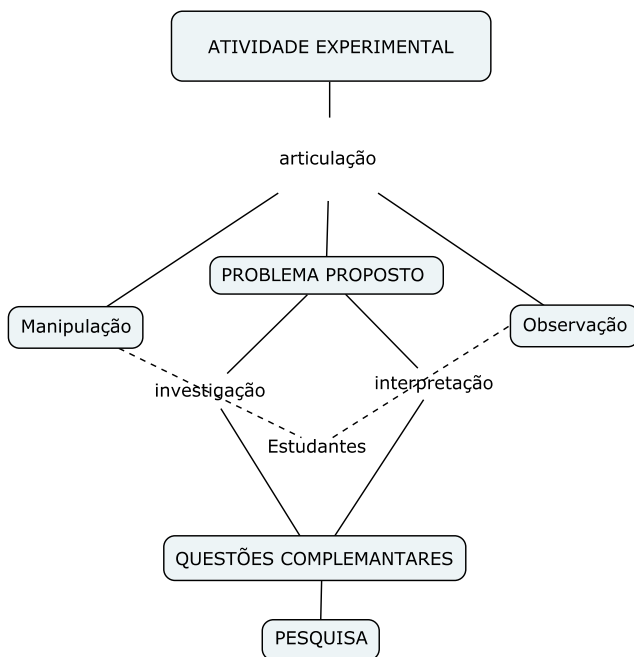 ATIVIDADE EXPERIMENTAL
articulação
PROBLEMA PROPOSTO
Manipulação
Observação
investigação
interpretação
Estudantes
QUESTÕES COMPLEMANTARES
PESQUISA